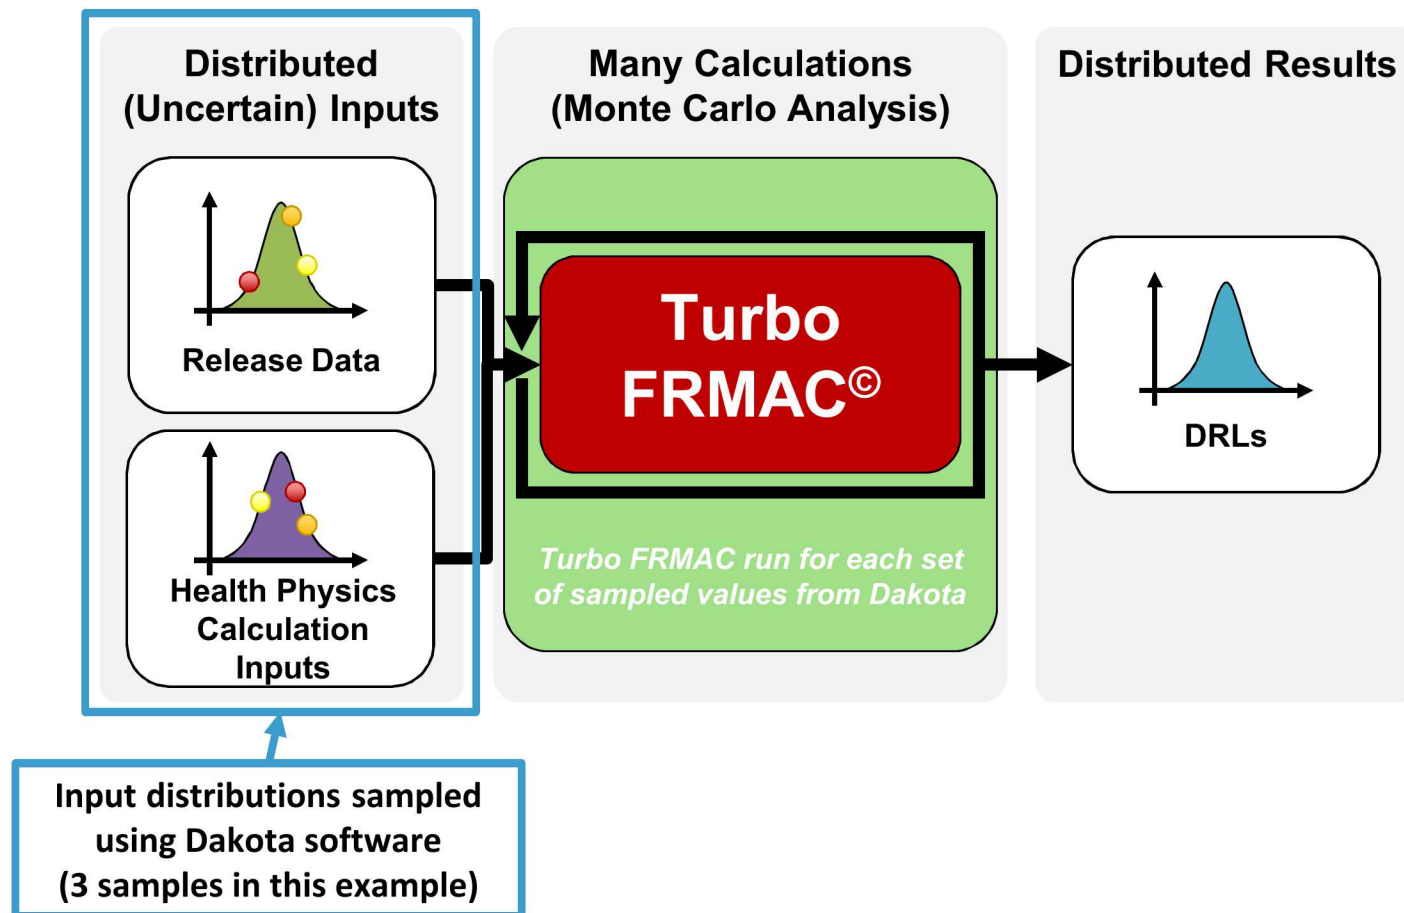 Distributed
(Uncertain) Inputs
Release Data
Health Physics
Calculation
Inputs
Many Calculations
(Monte Carlo Analysis)
Turbo
FRMAC©
Turbo FRMAC run for each set
of sampled values from Dakota
Distributed Results
DRLs
Input distributions sampled
using Dakota software
(3 samples in this example)